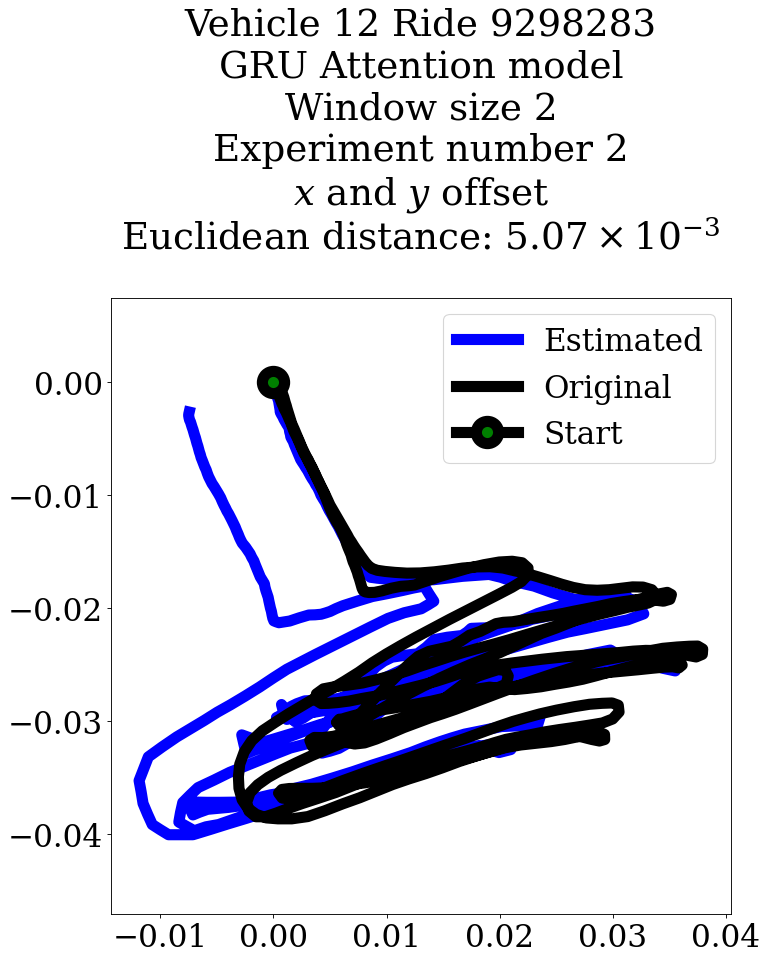 Vehicle 12 Ride 9298283
GRU Attention model
Window size 2
Experiment number 2
x and y offset
Euclidean distance: 5.07 × 10⁻³
Estimated
Original
Start
0.00
−0.01
−0.02
−0.03
−0.04
−0.01 0.00 0.01 0.02 0.03 0.04